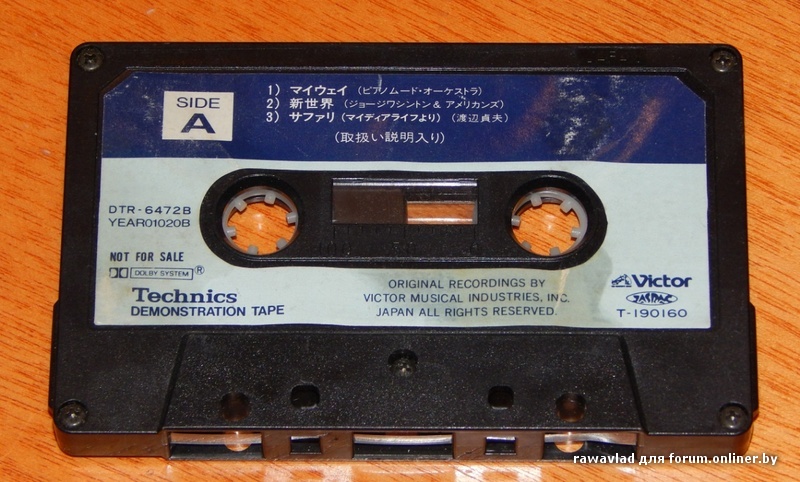 SIDE
A
1) マイウェイ (ピアノムード・オーケストラ)
2) 新世界 (ジョージワシントン & アメリカンズ)
3) サファリ (マイディアライフより) (渡辺貞夫)
(取扱い説明入り)
DTR-6472B
YEAR01020B
NOT FOR SALE
DOLBY SYSTEM ®
Technics
DEMONSTRATION TAPE
ORIGINAL RECORDINGS BY
VICTOR MUSICAL INDUSTRIES, INC.
JAPAN ALL RIGHTS RESERVED.
Victor
JASRAC
T-190160
rawavlad для forum.onliner.by